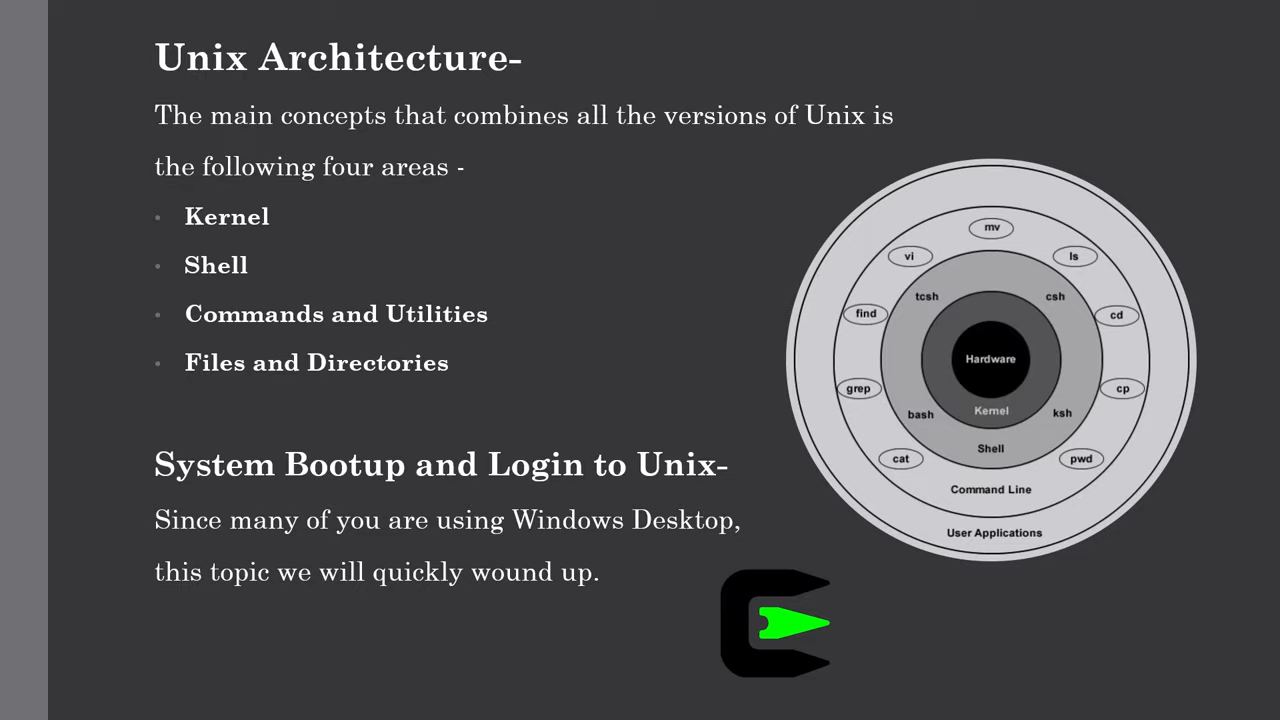 Unix Architecture-
The main concepts that combines all the versions of Unix is
the following four areas -
• Kernel
• Shell
• Commands and Utilities
• Files and Directories
System Bootup and Login to Unix-
Since many of you are using Windows Desktop,
this topic we will quickly wound up.
mv
vi
ls
tcsh
csh
find
cd
Hardware
grep
cp
Kernel
bash
ksh
Shell
cat
pwd
Command Line
User Applications